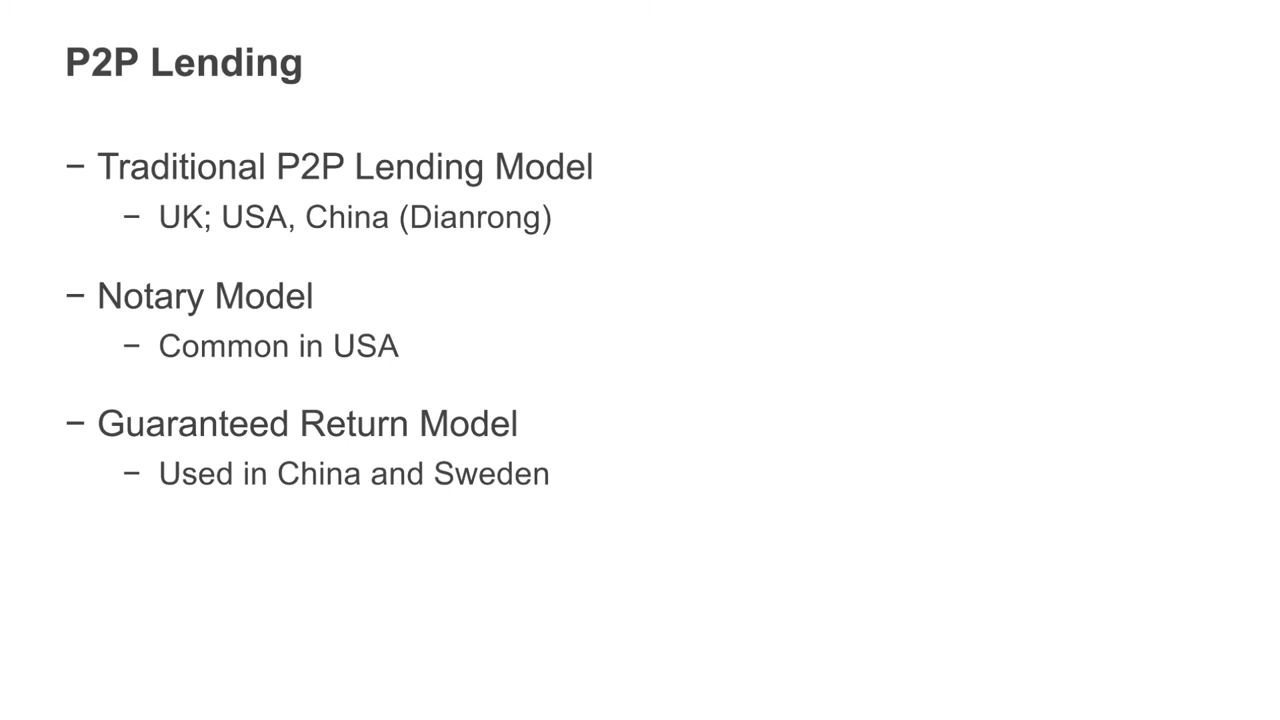 P2P Lending
− Traditional P2P Lending Model
− UK; USA, China (Dianrong)
− Notary Model
− Common in USA
− Guaranteed Return Model
− Used in China and Sweden